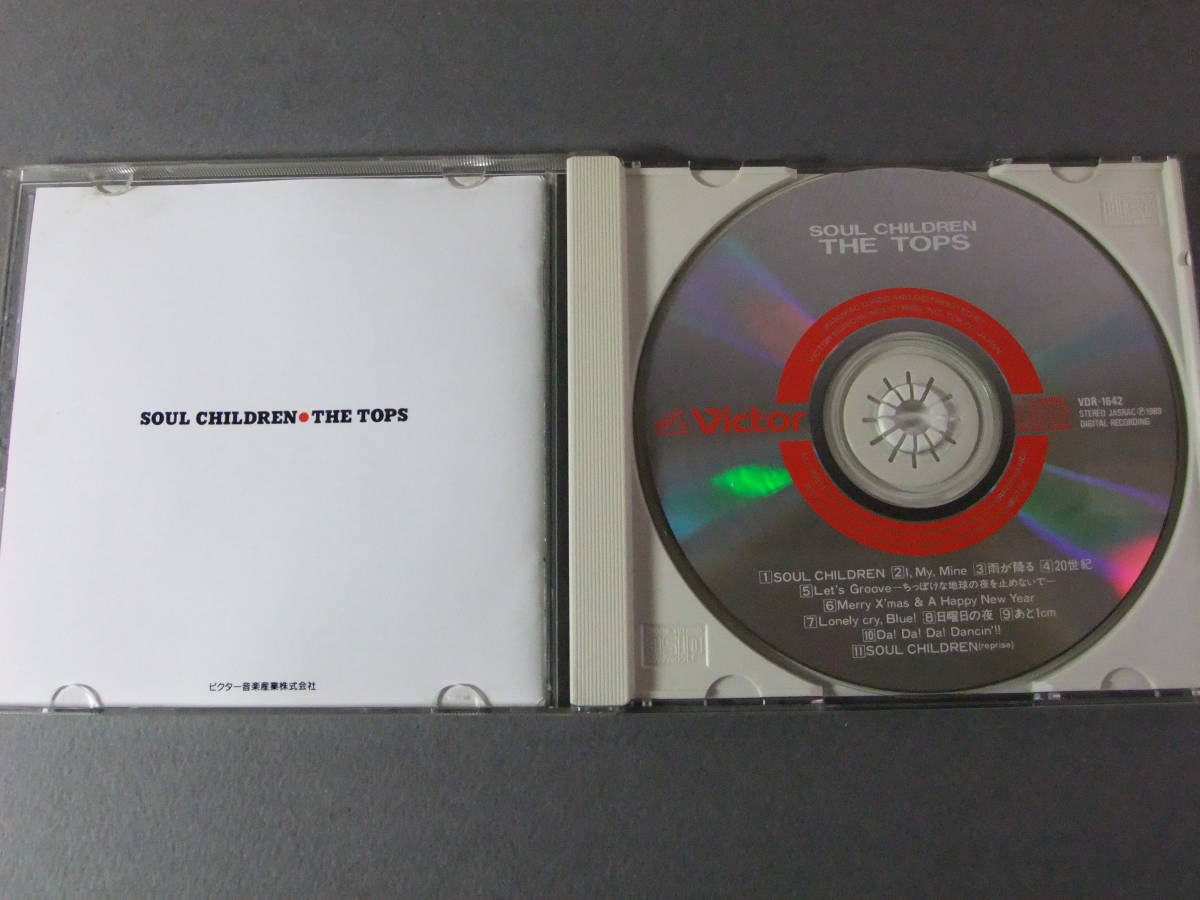 SOUL CHILDREN●THE TOPS
ビクター音楽産業株式会社
SOUL CHILDREN
THE TOPS
Victor
VDR-1642
STEREO JASRAC Ⓟ1989
DIGITAL RECORDING
1 SOUL CHILDREN 2 I, My, Mine 3 雨が降る 4 20世紀
5 Let's Groove—ちっぽけな地球の夜を止めないで—
6 Merry X'mas & A Happy New Year
7 Lonely cry, Blue! 8 日曜日の夜 9 あと1cm
10 Da! Da! Da! Dancin'!!
11 SOUL CHILDREN(reprise)